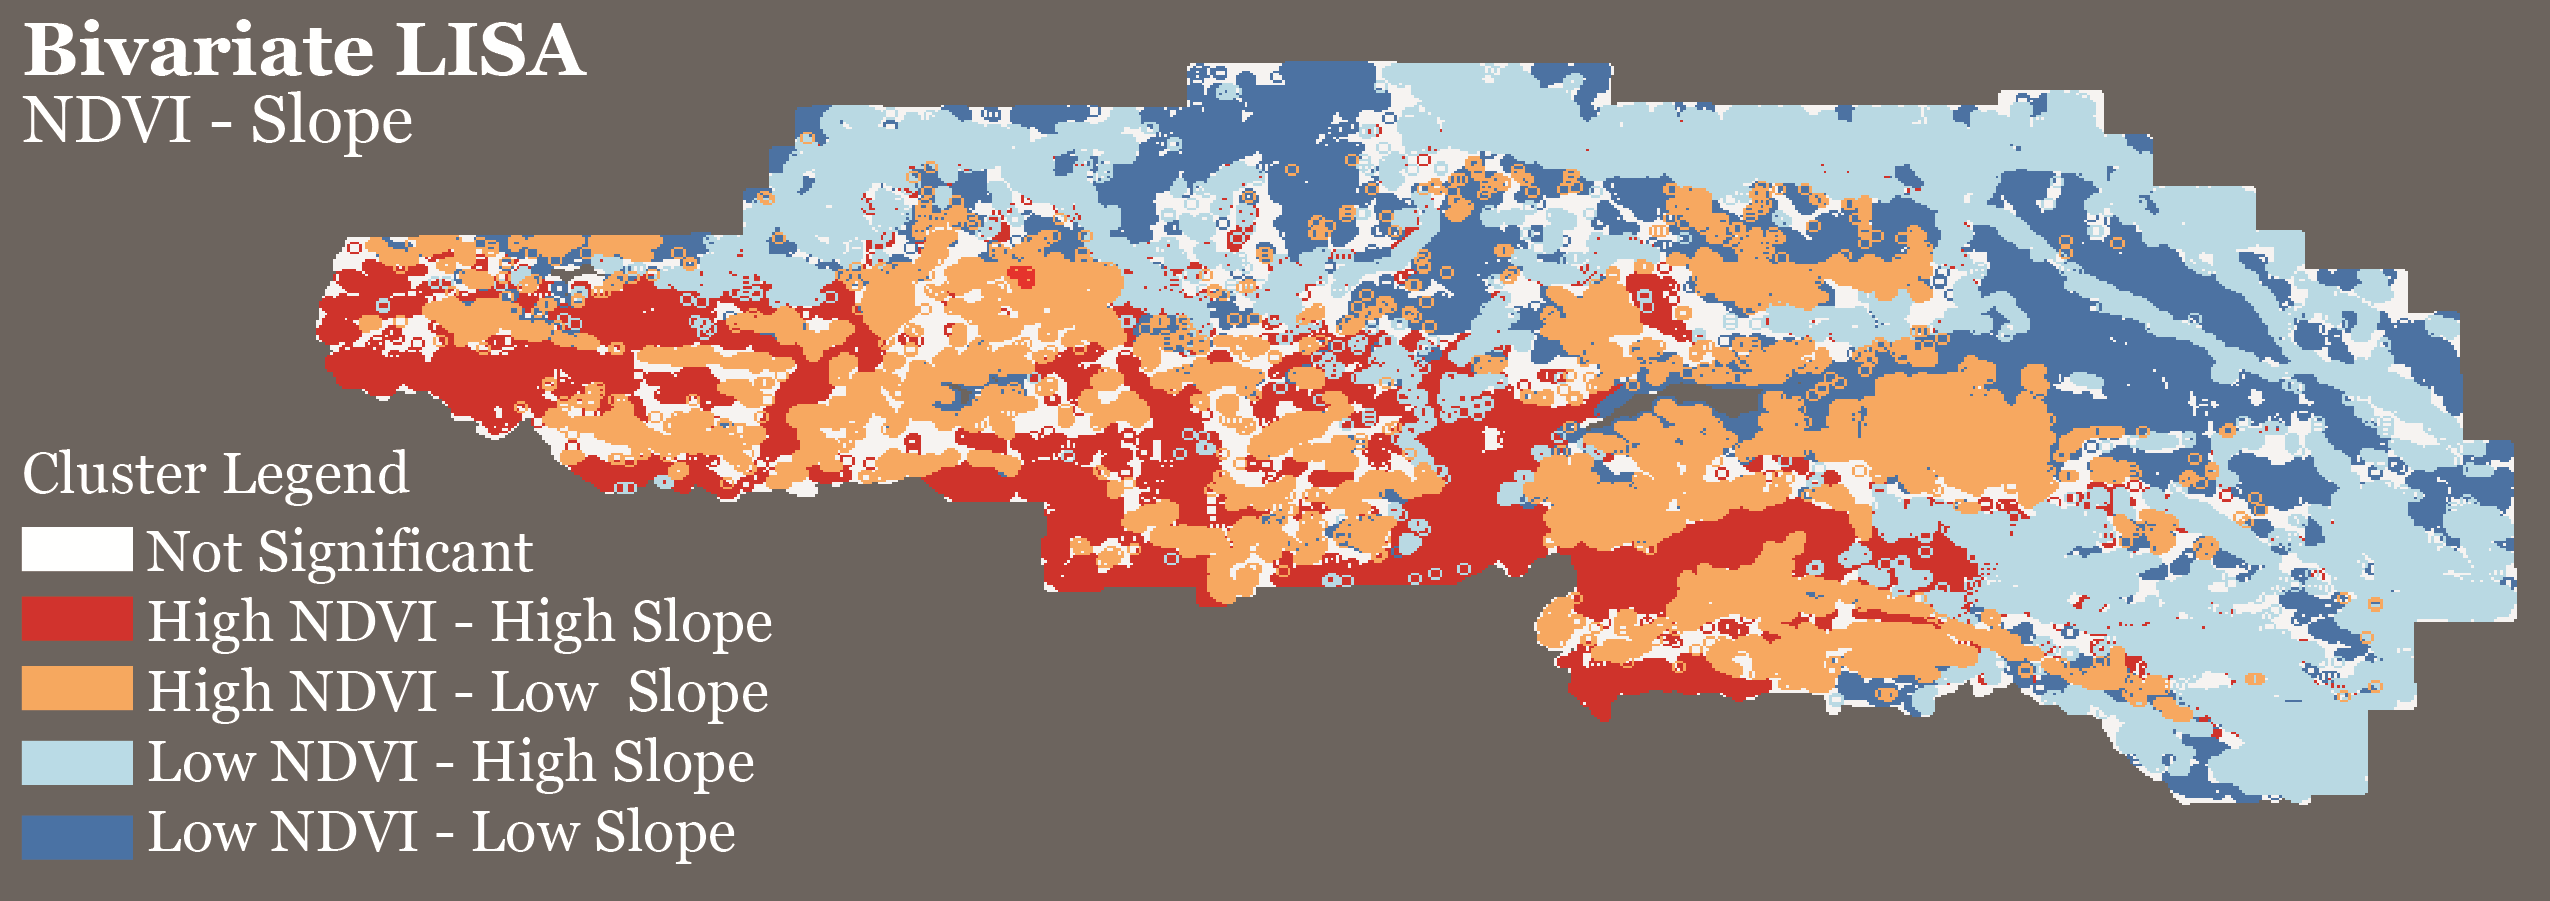 Bivariate LISA
NDVI - Slope
Cluster Legend
Not Significant
High NDVI - High Slope
High NDVI - Low  Slope
Low NDVI - High Slope
Low NDVI - Low Slope